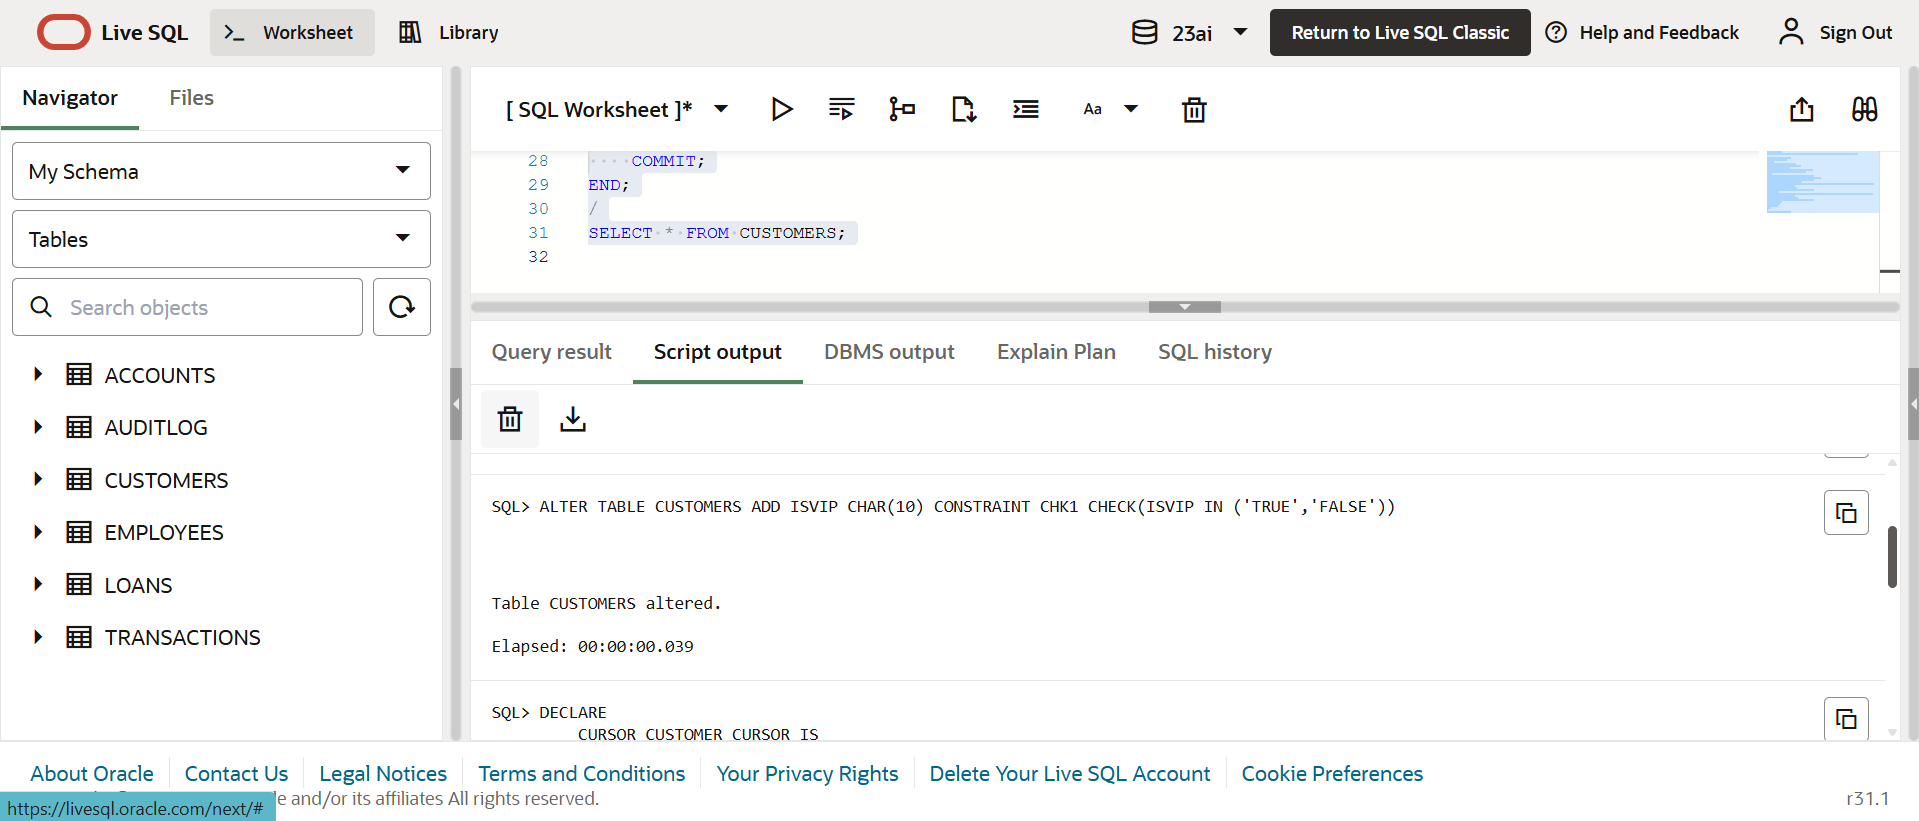 Live SQL
Worksheet
Library
23ai
Return to Live SQL Classic
Help and Feedback
Sign Out
Navigator
Files
My Schema
Tables
Search objects
ACCOUNTS
AUDITLOG
CUSTOMERS
EMPLOYEES
LOANS
TRANSACTIONS
[ SQL Worksheet ]*
Aa
28 COMMIT;
29 END;
30 /
31 SELECT * FROM CUSTOMERS;
32
Query result
Script output
DBMS output
Explain Plan
SQL history
SQL> ALTER TABLE CUSTOMERS ADD ISVIP CHAR(10) CONSTRAINT CHK1 CHECK(ISVIP IN ('TRUE','FALSE'))
Table CUSTOMERS altered.
Elapsed: 00:00:00.039
SQL> DECLARE
CURSOR CUSTOMER_CURSOR IS
About Oracle
Contact Us
Legal Notices
Terms and Conditions
Your Privacy Rights
Delete Your Live SQL Account
Cookie Preferences
and/or its affiliates All rights reserved.
r31.1
https://livesql.oracle.com/next/#